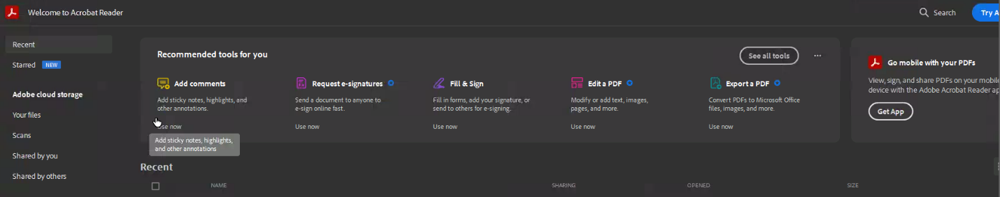 Welcome to Acrobat Reader
Search
Try A
Recent
Starred NEW
Adobe cloud storage
Your files
Scans
Shared by you
Shared by others
Recommended tools for you
See all tools
Add comments
Add sticky notes, highlights, and
other annotations.
Use now
Add sticky notes, highlights,
and other annotations
Request e-signatures
Send a document to anyone to
e-sign online fast.
Use now
Fill & Sign
Fill in forms, add your signature, or
send to others for e-signing.
Use now
Edit a PDF
Modify or add text, images,
pages, and more.
Use now
Export a PDF
Convert PDFs to Microsoft Office
files, images, and more.
Use now
Go mobile with your PDFs
View, sign, and share PDFs on your mobile
device with the Adobe Acrobat Reader ap
Get App
Recent
NAME SHARING OPENED SIZE